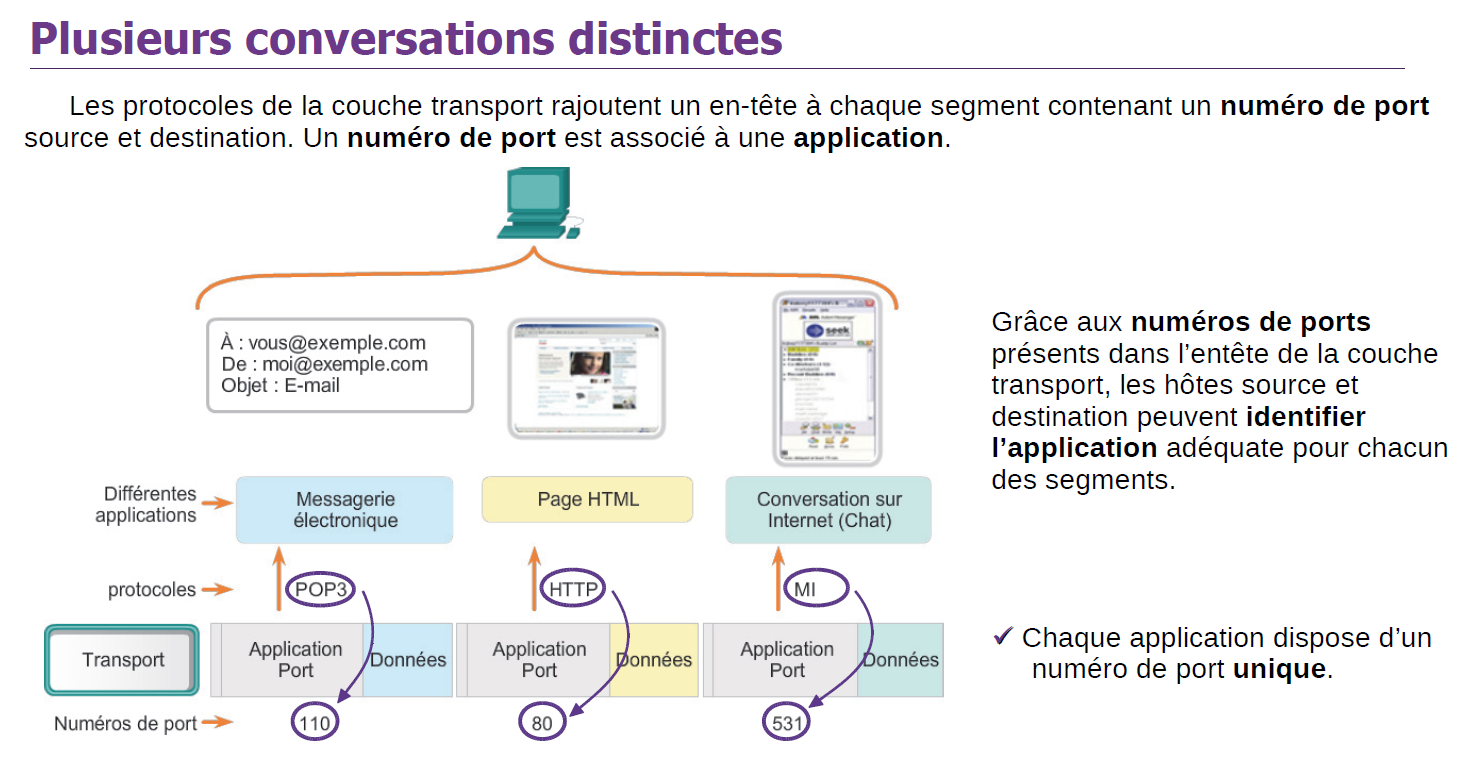 Plusieurs conversations distinctes
Les protocoles de la couche transport rajoutent un en-tête à chaque segment contenant un numéro de port
source et destination. Un numéro de port est associé à une application.
À : vous@exemple.com
De : moi@exemple.com
Objet : E-mail
seek
Grâce aux numéros de ports
présents dans l’entête de la couche
transport, les hôtes source et
destination peuvent identifier
l’application adéquate pour chacun
des segments.
Différentes
applications
Messagerie
électronique
Page HTML
Conversation sur
Internet (Chat)
protocoles
POP3
HTTP
MI
Transport
Application
Port
Données
Application
Port
Données
Application
Port
Données
Numéros de port
110
80
531
✓ Chaque application dispose d’un
numéro de port unique.